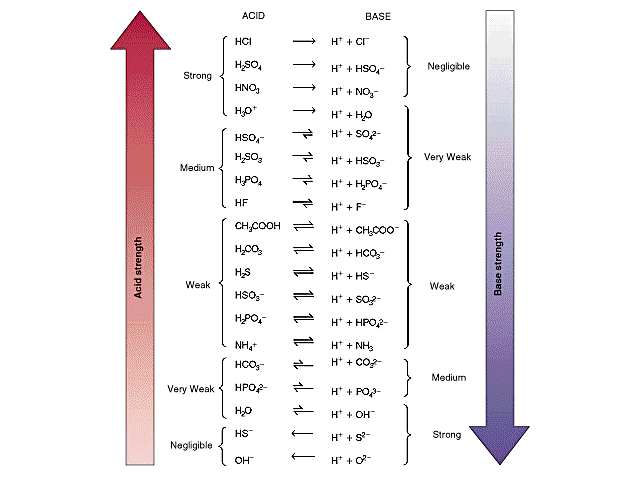 ACID BASE
HCl ⟶ H⁺ + Cl⁻
H₂SO₄ ⟶ H⁺ + HSO₄⁻
Strong Negligible
HNO₃ ⟶ H⁺ + NO₃⁻
H₃O⁺ ⟶ H⁺ + H₂O
HSO₄⁻ ⇌ H⁺ + SO₄²⁻
H₂SO₃ ⇌ H⁺ + HSO₃⁻
Medium Very Weak
H₃PO₄ ⇌ H⁺ + H₂PO₄⁻
HF ⇌ H⁺ + F⁻
CH₃COOH ⇌ H⁺ + CH₃COO⁻
H₂CO₃ ⇌ H⁺ + HCO₃⁻
H₂S ⇌ H⁺ + HS⁻
Weak Weak
HSO₃⁻ ⇌ H⁺ + SO₃²⁻
H₂PO₄⁻ ⇌ H⁺ + HPO₄²⁻
NH₄⁺ ⇌ H⁺ + NH₃
HCO₃⁻ ⇌ H⁺ + CO₃²⁻
Medium
HPO₄²⁻ ⇌ H⁺ + PO₄³⁻
Very Weak
H₂O ⇌ H⁺ + OH⁻
HS⁻ ⟵ H⁺ + S²⁻
Negligible Strong
OH⁻ ⟵ H⁺ + O²⁻
Acid strength
Base strength